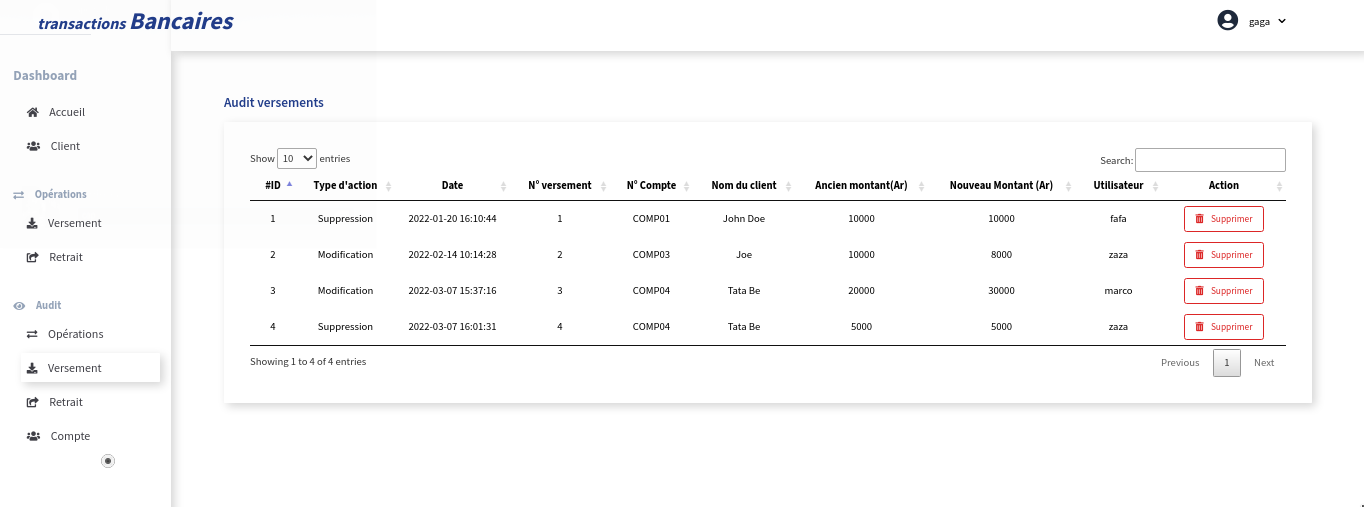 transactions Bancaires
gaga
Dashboard
Accueil
Client
Opérations
Versement
Retrait
Audit
Opérations
Versement
Retrait
Compte
Audit versements
Show 10 entries
Search:
#ID Type d'action Date N° versement N° Compte Nom du client Ancien montant(Ar) Nouveau Montant (Ar) Utilisateur Action
1 Suppression 2022-01-20 16:10:44 1 COMP01 John Doe 10000 10000 fafa Supprimer
2 Modification 2022-02-14 10:14:28 2 COMP03 Joe 10000 8000 zaza Supprimer
3 Modification 2022-03-07 15:37:16 3 COMP04 Tata Be 20000 30000 marco Supprimer
4 Suppression 2022-03-07 16:01:31 4 COMP04 Tata Be 5000 5000 zaza Supprimer
Showing 1 to 4 of 4 entries
Previous 1 Next